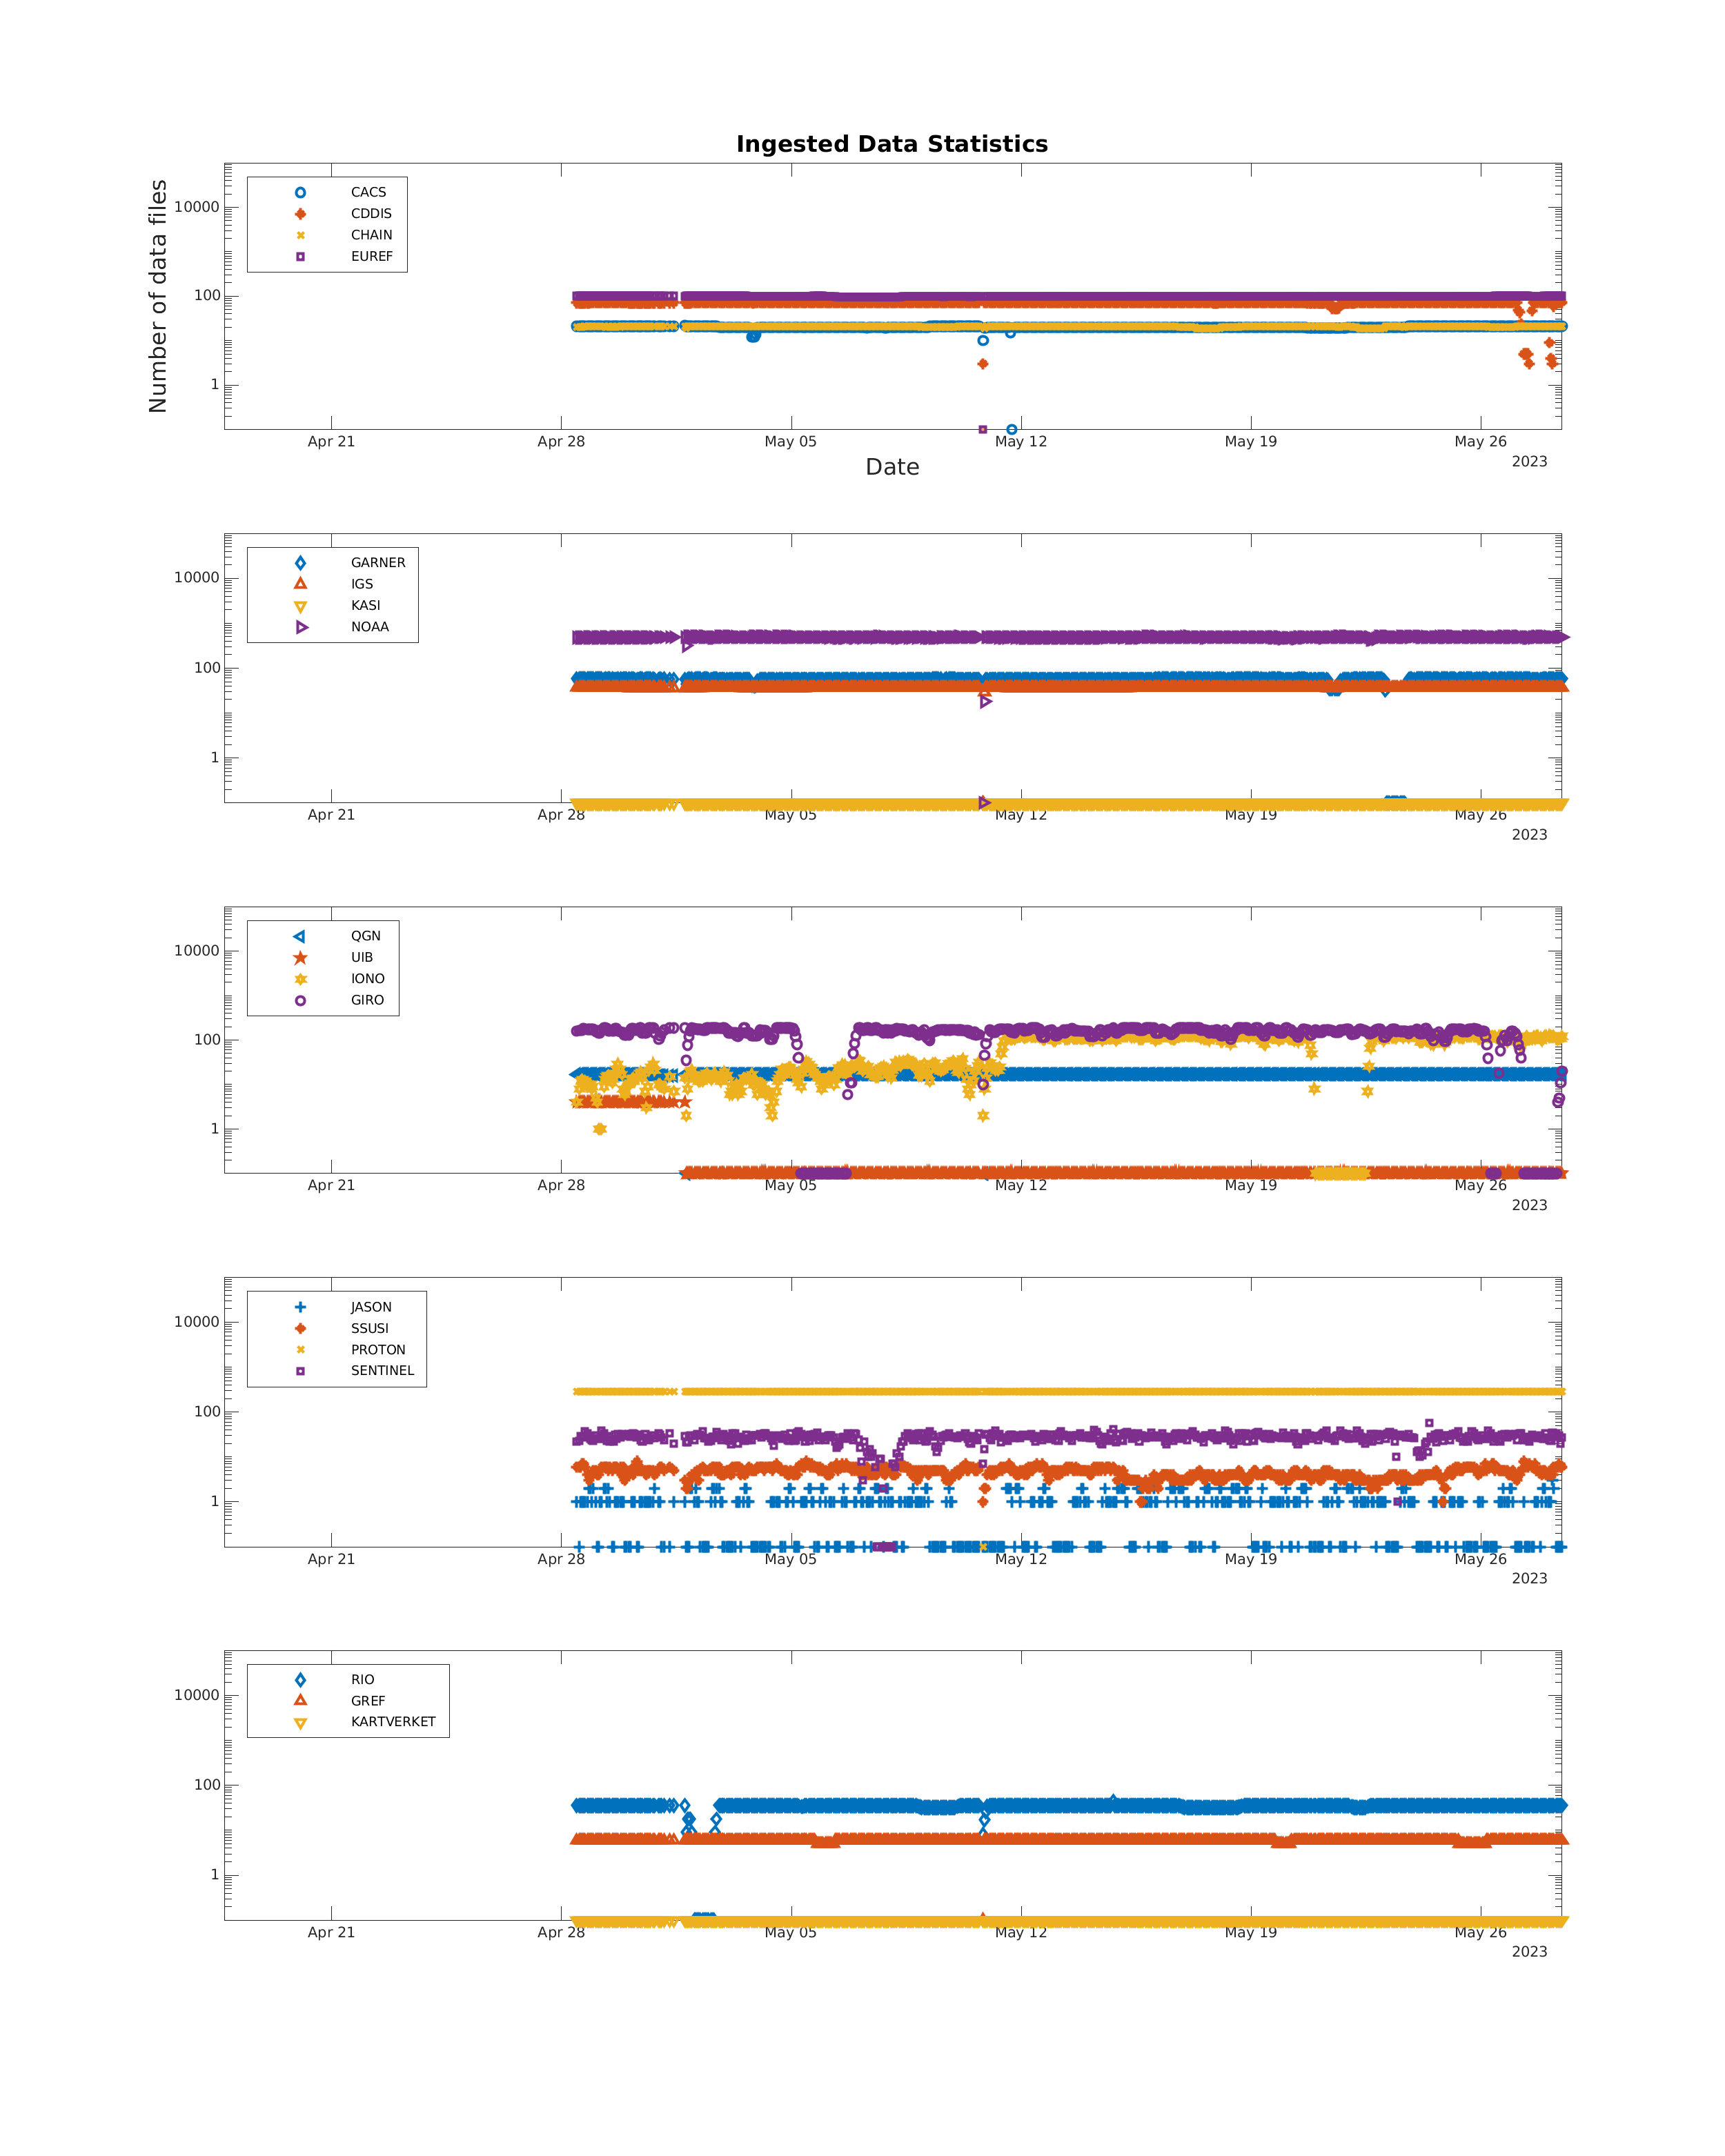 Ingested Data Statistics
Number of data files
CACS
CDDIS
CHAIN
EUREF
10000
100
1
Apr 21 Apr 28 May 05 May 12 May 19 May 26
2023
Date
GARNER
IGS
KASI
NOAA
10000
100
1
Apr 21 Apr 28 May 05 May 12 May 19 May 26
2023
QGN
UIB
IONO
GIRO
10000
100
1
Apr 21 Apr 28 May 05 May 12 May 19 May 26
2023
JASON
SSUSI
PROTON
SENTINEL
10000
100
1
Apr 21 Apr 28 May 05 May 12 May 19 May 26
2023
RIO
GREF
KARTVERKET
10000
100
1
Apr 21 Apr 28 May 05 May 12 May 19 May 26
2023